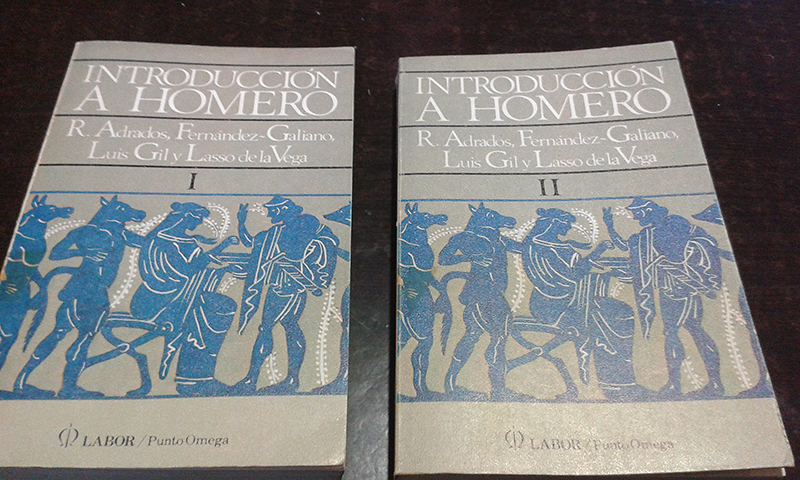 INTRODUCCIÓN
A HOMERO
R. Adrados, Fernández-Galiano,
Luis Gil y Lasso de la Vega
I
LABOR / Punto Omega
INTRODUCCIÓN
A HOMERO
R. Adrados, Fernández-Galiano,
Luis Gil y Lasso de la Vega
II
LABOR / Punto Omega